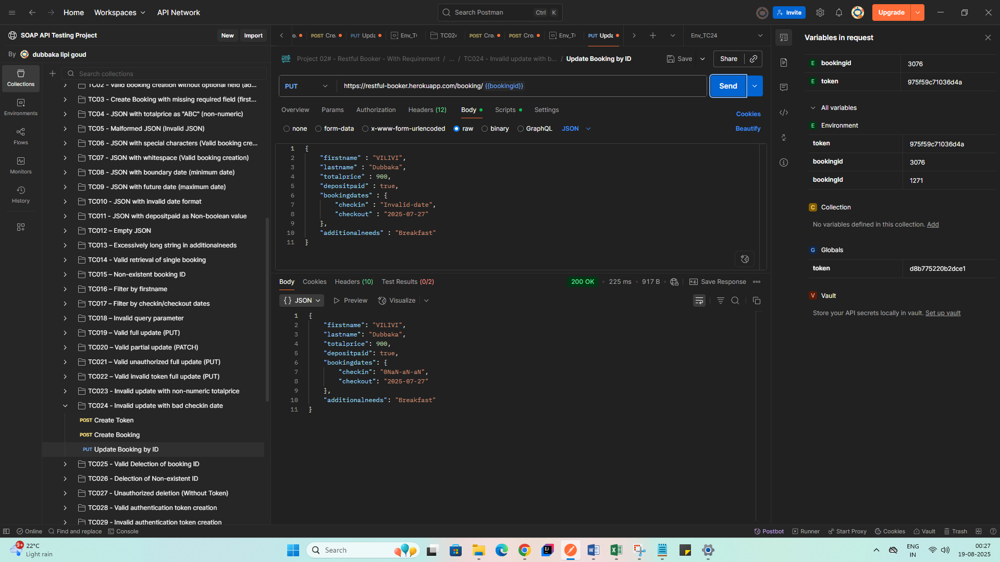 Home
Workspaces
API Network
Search Postman
Ctrl K
Invite
Upgrade
SOAP API Testing Project
New
Import
By dubbaka lipi goud
Collections
Environments
Flows
Monitors
History
Search collections
TC02 - Valid booking creation without optional field (ad...
TC03 - Create Booking with missing required field (first...
TC04 - JSON with totalprice as "ABC" (non-numeric)
TC05 - Malformed JSON (Invalid JSON)
TC06 - JSON with special characters (Valid booking cre...
TC07 - JSON with whitespace (Valid booking creation)
TC08 - JSON with boundary date (minimum date)
TC09 - JSON with future date (maximum date)
TC010 - JSON with invalid date format
TC011 - JSON with depositpaid as Non-boolean value
TC012 – Empty JSON
TC013 – Excessively long string in additionalneeds
TC014 - Valid retrieval of single booking
TC015 – Non-existent booking ID
TC016 – Filter by firstname
TC017 – Filter by checkin/checkout dates
TC018 – Invalid query parameter
TC019 – Valid full update (PUT)
TC020 – Valid partial update (PATCH)
TC021 – Valid unauthorized full update (PUT)
TC022 – Valid invalid token full update (PUT)
TC023 - Invalid update with non-numeric totalprice
TC024 - Invalid update with bad checkin date
POST Create Token
POST Create Booking
PUT Update Booking by ID
TC025 - Valid Delection of booking ID
TC026 - Delection of Non-existent ID
TC027 - Unauthorized deletion (Without Token)
TC028 - Valid authentication token creation
TC029 - Invalid authentication token creation
POST Cre
PUT Upda
Env_T
TC024
POST Cre
POST Cre
Env_T
PUT Upda
Env_TC24
HTTP Project 02# - Restful Booker - With Requirement / ... / TC024 - Invalid update with b... / Update Booking by ID
Save
Share
PUT
https://restful-booker.herokuapp.com/booking/ {{bookingid}}
Send
Overview
Params
Authorization
Headers (12)
Body
Scripts
Settings
Cookies
none
form-data
x-www-form-urlencoded
raw
binary
GraphQL
JSON
Beautify
1 {
2 "firstname" : "VILIVI",
3 "lastname" : "Dubbaka",
4 "totalprice" : 900,
5 "depositpaid" : true,
6 "bookingdates" : {
7 "checkin" : "Invalid-date",
8 "checkout" : "2025-07-27"
9 },
10 "additionalneeds" : "Breakfast"
11 }
Body
Cookies
Headers (10)
Test Results (0/2)
200 OK
225 ms
917 B
e.g. Save Response
{} JSON
Preview
Visualize
1 {
2 "firstname": "VILIVI",
3 "lastname": "Dubbaka",
4 "totalprice": 900,
5 "depositpaid": true,
6 "bookingdates": {
7 "checkin": "0NaN-aN-aN",
8 "checkout": "2025-07-27"
9 },
10 "additionalneeds": "Breakfast"
11 }
Variables in request
E bookingid 3076
E token 975f59c71036d4a
All variables
E Environment
token 975f59c71036d4a
bookingid 3076
bookingId 1271
C Collection
No variables defined in this collection. Add
G Globals
token d8b775220b2dce1
V Vault
Store your API secrets locally in vault. Set up vault
Online
Find and replace
Console
Postbot
Runner
Start Proxy
Cookies
Vault
Trash
9+
22°C
Light rain
Search
ENG
IN
00:27
19-08-2025